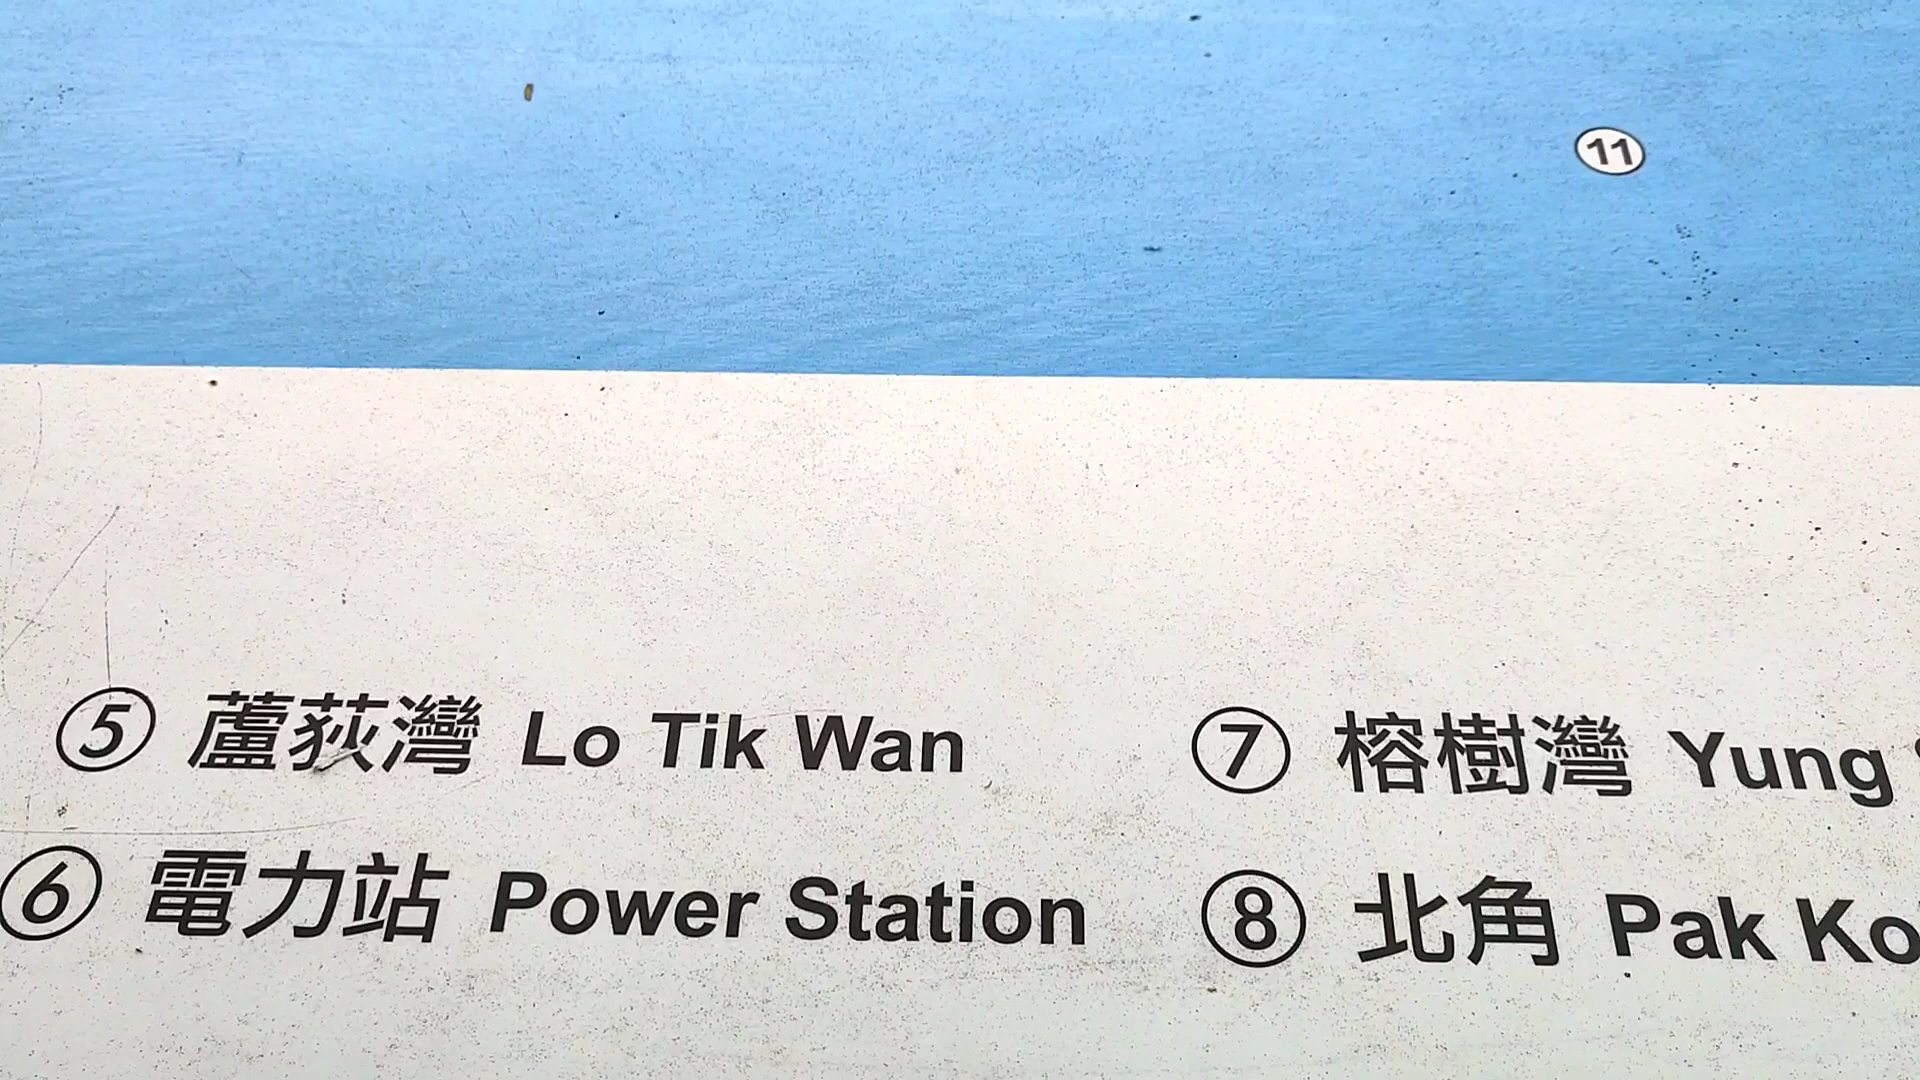 11
⑤ 蘆荻灣 Lo Tik Wan
⑦ 榕樹灣 Yung
⑥ 電力站 Power Station
⑧ 北角 Pak Ko